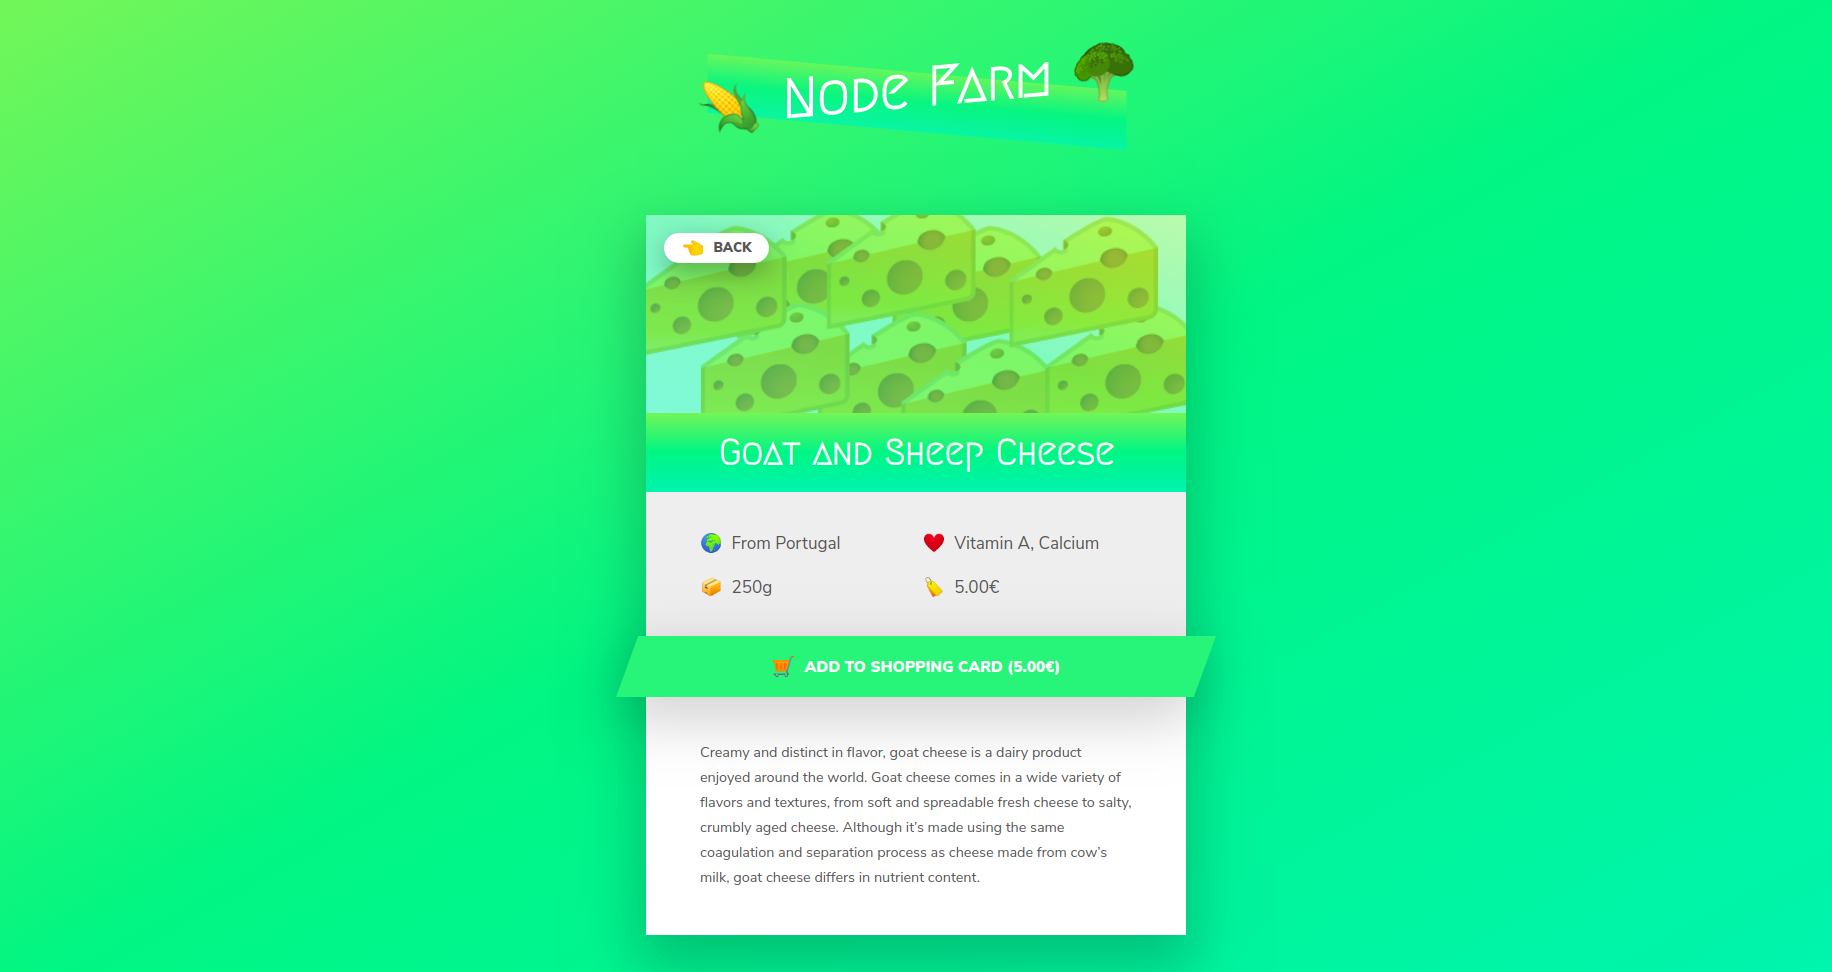 Node Farm
BACK
Goat and Sheep Cheese
From Portugal
Vitamin A, Calcium
250g
5.00€
ADD TO SHOPPING CARD (5.00€)
Creamy and distinct in flavor, goat cheese is a dairy product
enjoyed around the world. Goat cheese comes in a wide variety of
flavors and textures, from soft and spreadable fresh cheese to salty,
crumbly aged cheese. Although it's made using the same
coagulation and separation process as cheese made from cow's
milk, goat cheese differs in nutrient content.